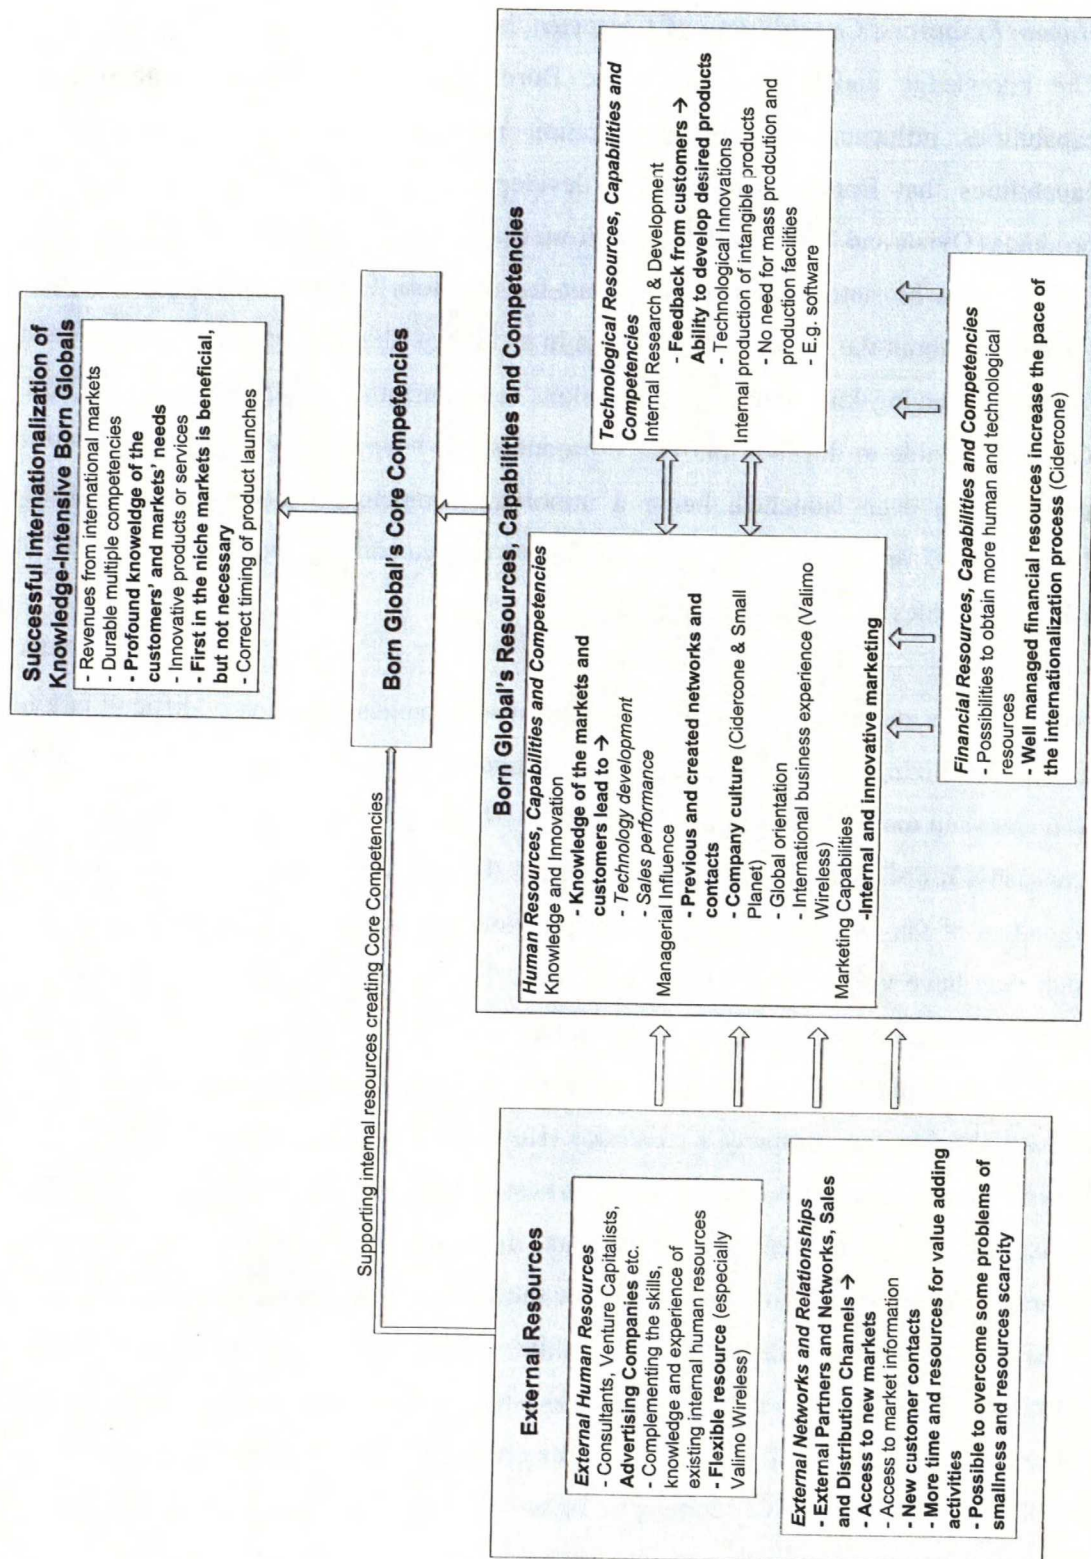 Successful Internationalization of
Knowledge-Intensive Born Globals
- Revenues from international markets
- Durable multiple competencies
- Profound knoweldge of the
customers' and markets' needs
- Innovative products or services
- First in the niche markets is beneficial,
but not necessary
- Correct timing of product launches
Supporting internal resources creating Core Competencies
Born Global's Core Competencies
External Resources
External Human Resources
- Consultants, Venture Capitalists,
Advertising Companies etc.
- Complementing the skills,
knowledge and experience of
existing internal human resources
- Flexible resource (especially
Valimo Wireless)
External Networks and Relationships
- External Partners and Networks, Sales
and Distribution Channels →
- Access to new markets
- Access to market information
- New customer contacts
- More time and resources for value adding
activities
- Possible to overcome some problems of
smallness and resources scarcity
Born Global's Resources, Capabilities and Competencies
Human Resources, Capabilities and Competencies
Knowledge and Innovation
- Knowledge of the markets and
customers lead to →
- Technology development
- Sales performance
Managerial Influence
- Previous and created networks and
contacts
- Company culture (Cidercone & Small
Planet)
- Global orientation
- International business experience (Valimo
Wireless)
Marketing Capabilities
-Internal and innovative marketing
Technological Resources, Capabilities and
Competencies
Internal Research & Development
- Feedback from customers →
Ability to develop desired products
- Technological Innovations
Internal production of intangible products
- No need for mass prodcution and
production facilities
- E.g. software
Financial Resources, Capabilities and Competencies
- Possibilities to obtain more human and technological
resources
- Well managed financial resources increase the pace of
the internationalization process (Cidercone)